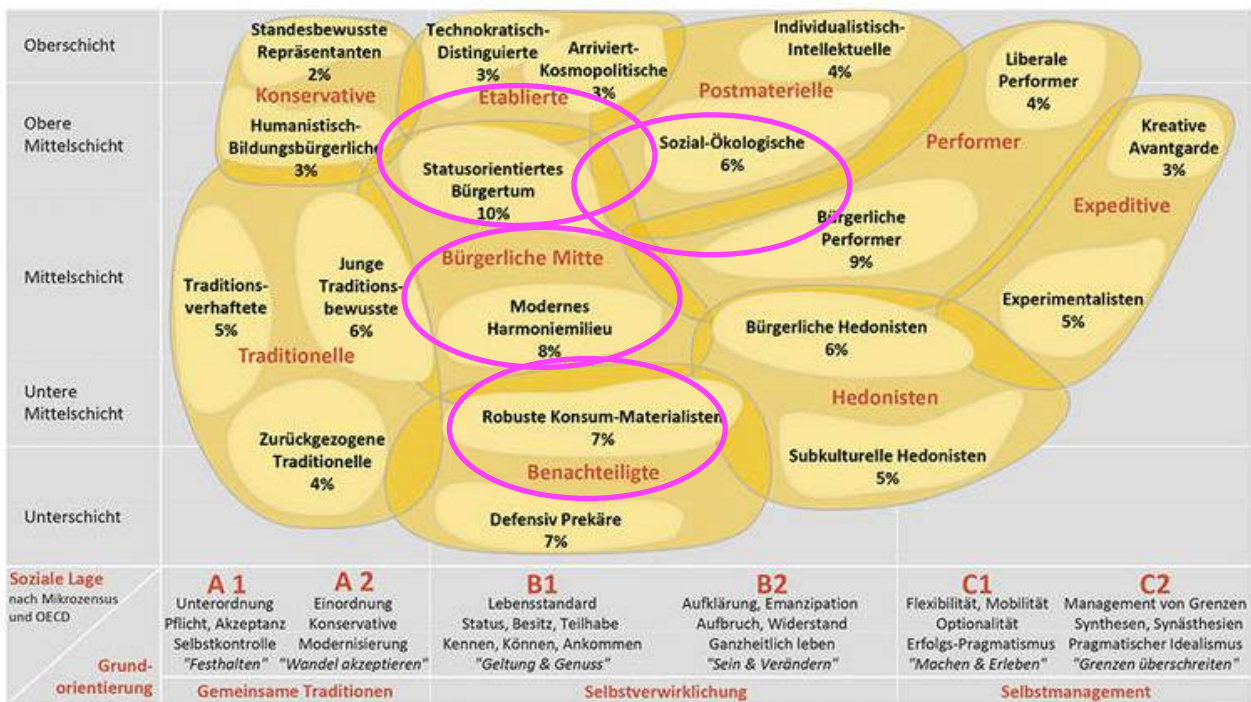 Oberschicht
Standesbewusste
Repräsentanten
2%
Konservative
Technokratisch-
Distinguierte
3%
Arriviert-
Kosmopolitische
3%
Etablierte
Individualistisch-
Intellektuelle
4%
Postmaterielle
Liberale
Performer
4%
Obere
Mittelschicht
Humanistisch-
Bildungsbürgerliche
3%
Statusorientiertes
Bürgertum
10%
Sozial-Ökologische
6%
Performer
Kreative
Avantgarde
3%
Expeditive
Mittelschicht
Traditions-
verhaftete
5%
Junge
Traditions-
bewusste
6%
Traditionelle
Bürgerliche Mitte
Modernes
Harmoniemilieu
8%
Bürgerliche
Performer
9%
Bürgerliche Hedonisten
6%
Experimentalisten
5%
Untere
Mittelschicht
Zurückgezogene
Traditionelle
4%
Robuste Konsum-Materialisten
7%
Benachteiligte
Hedonisten
Subkulturelle Hedonisten
5%
Unterschicht
Defensiv Prekäre
7%
Soziale Lage
nach Mikrozensus
und OECD
Grund-
orientierung
A 1
Unterordnung
Pflicht, Akzeptanz
Selbstkontrolle
"Festhalten"
A 2
Einordnung
Konservative
Modernisierung
"Wandel akzeptieren"
B1
Lebensstandard
Status, Besitz, Teilhabe
Kennen, Können, Ankommen
"Geltung & Genuss"
B2
Aufklärung, Emanzipation
Aufbruch, Widerstand
Ganzheitlich leben
"Sein & Verändern"
C1
Flexibilität, Mobilität
Optionalität
Erfolgs-Pragmatismus
"Machen & Erleben"
C2
Management von Grenzen
Synthesen, Synästhesien
Pragmatischer Idealismus
"Grenzen überschreiten"
Gemeinsame Traditionen
Selbstverwirklichung
Selbstmanagement